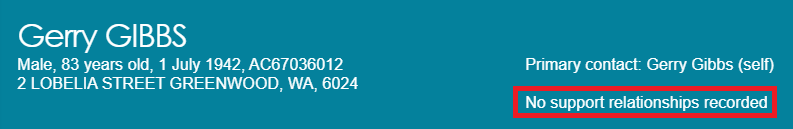 Gerry GIBBS
Male, 83 years old, 1 July 1942, AC67036012
2 LOBELIA STREET GREENWOOD, WA, 6024
Primary contact: Gerry Gibbs (self)
No support relationships recorded